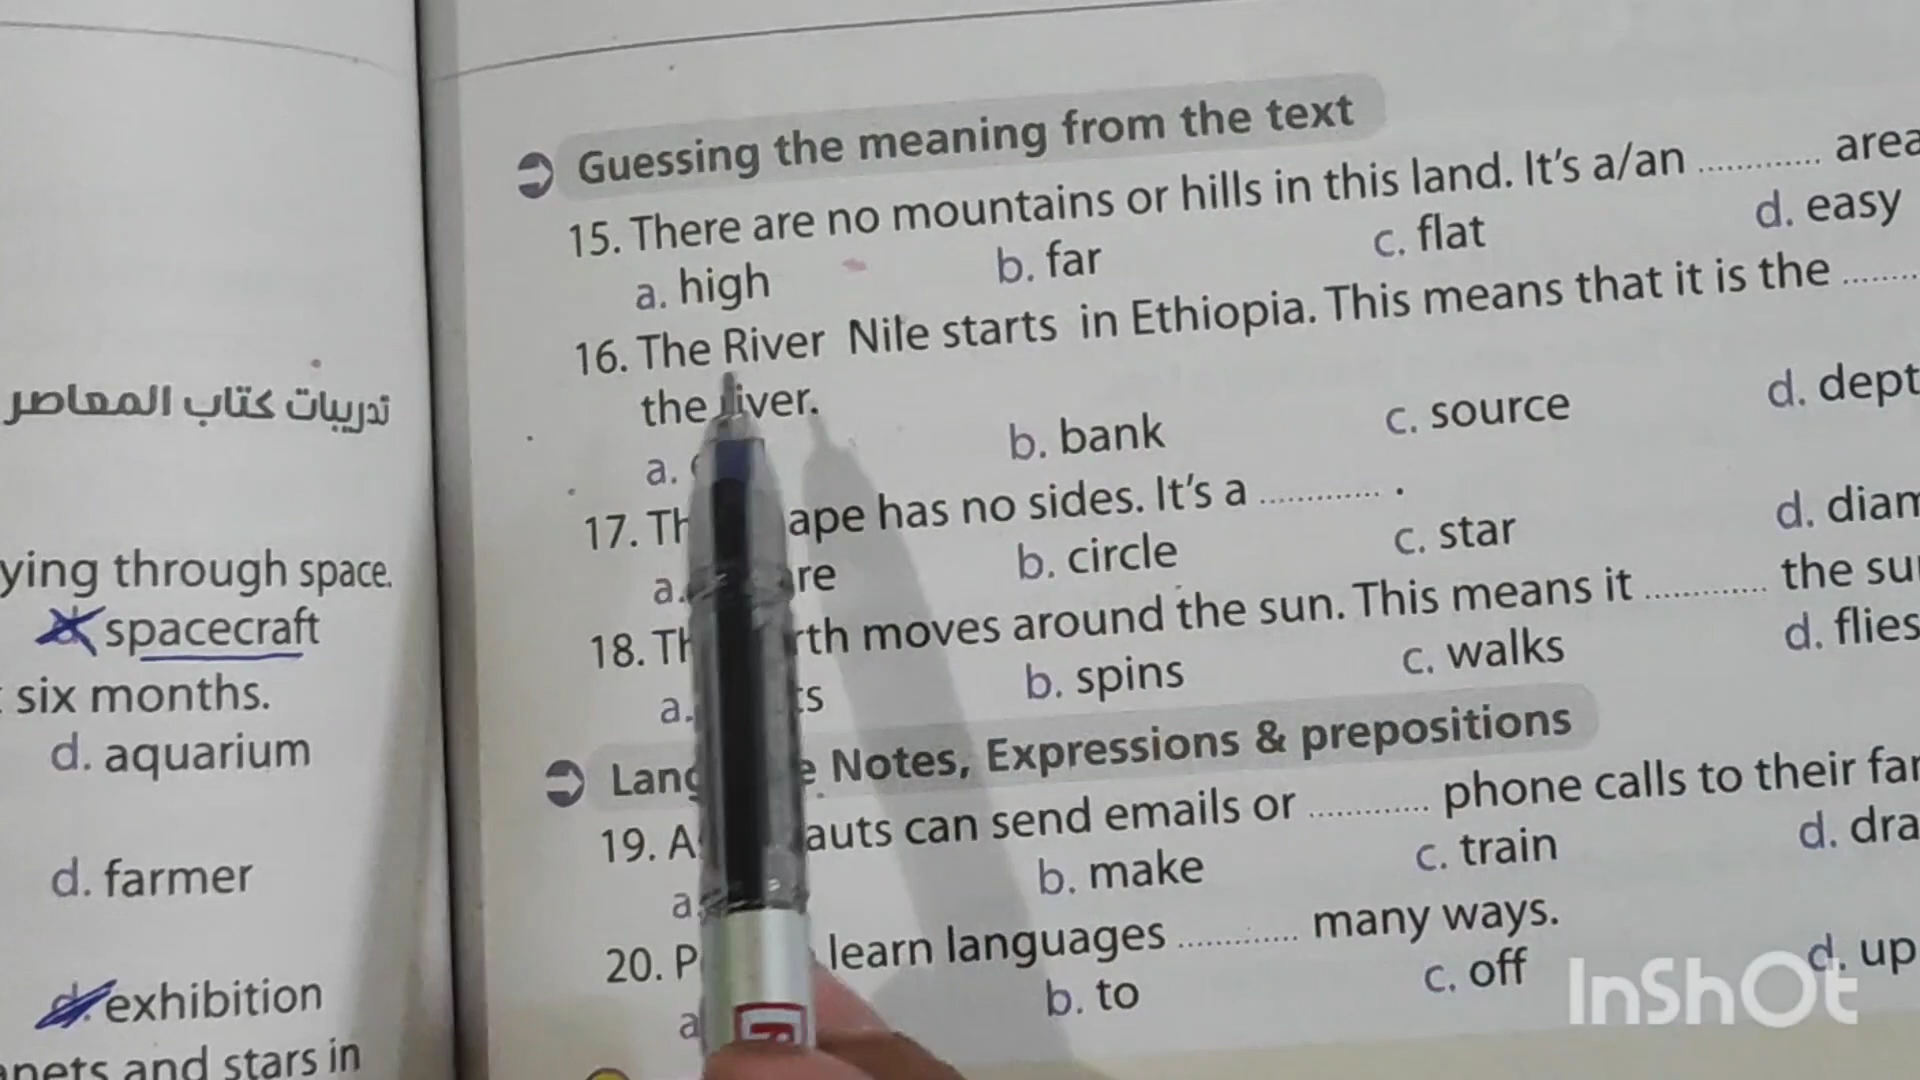 تدريبات كتاب المعاصر
ying through space.
spacecraft
six months.
d. aquarium
d. farmer
d. exhibition
anets and stars in
Guessing the meaning from the text
15. There are no mountains or hills in this land. It's a/an ............ area
a. high b. far c. flat d. easy
16. The River Nile starts in Ethiopia. This means that it is the ........
the river.
a. b. bank c. source d. dept
17. Th ape has no sides. It's a ............ .
a. re b. circle c. star d. diam
18. Th rth moves around the sun. This means it ............ the su
a. ts b. spins c. walks d. flies
Lang e Notes, Expressions & prepositions
19. As auts can send emails or ............ phone calls to their far
a. b. make c. train d. dra
20. P learn languages ............ many ways.
a b. to c. off d. up
InShOt